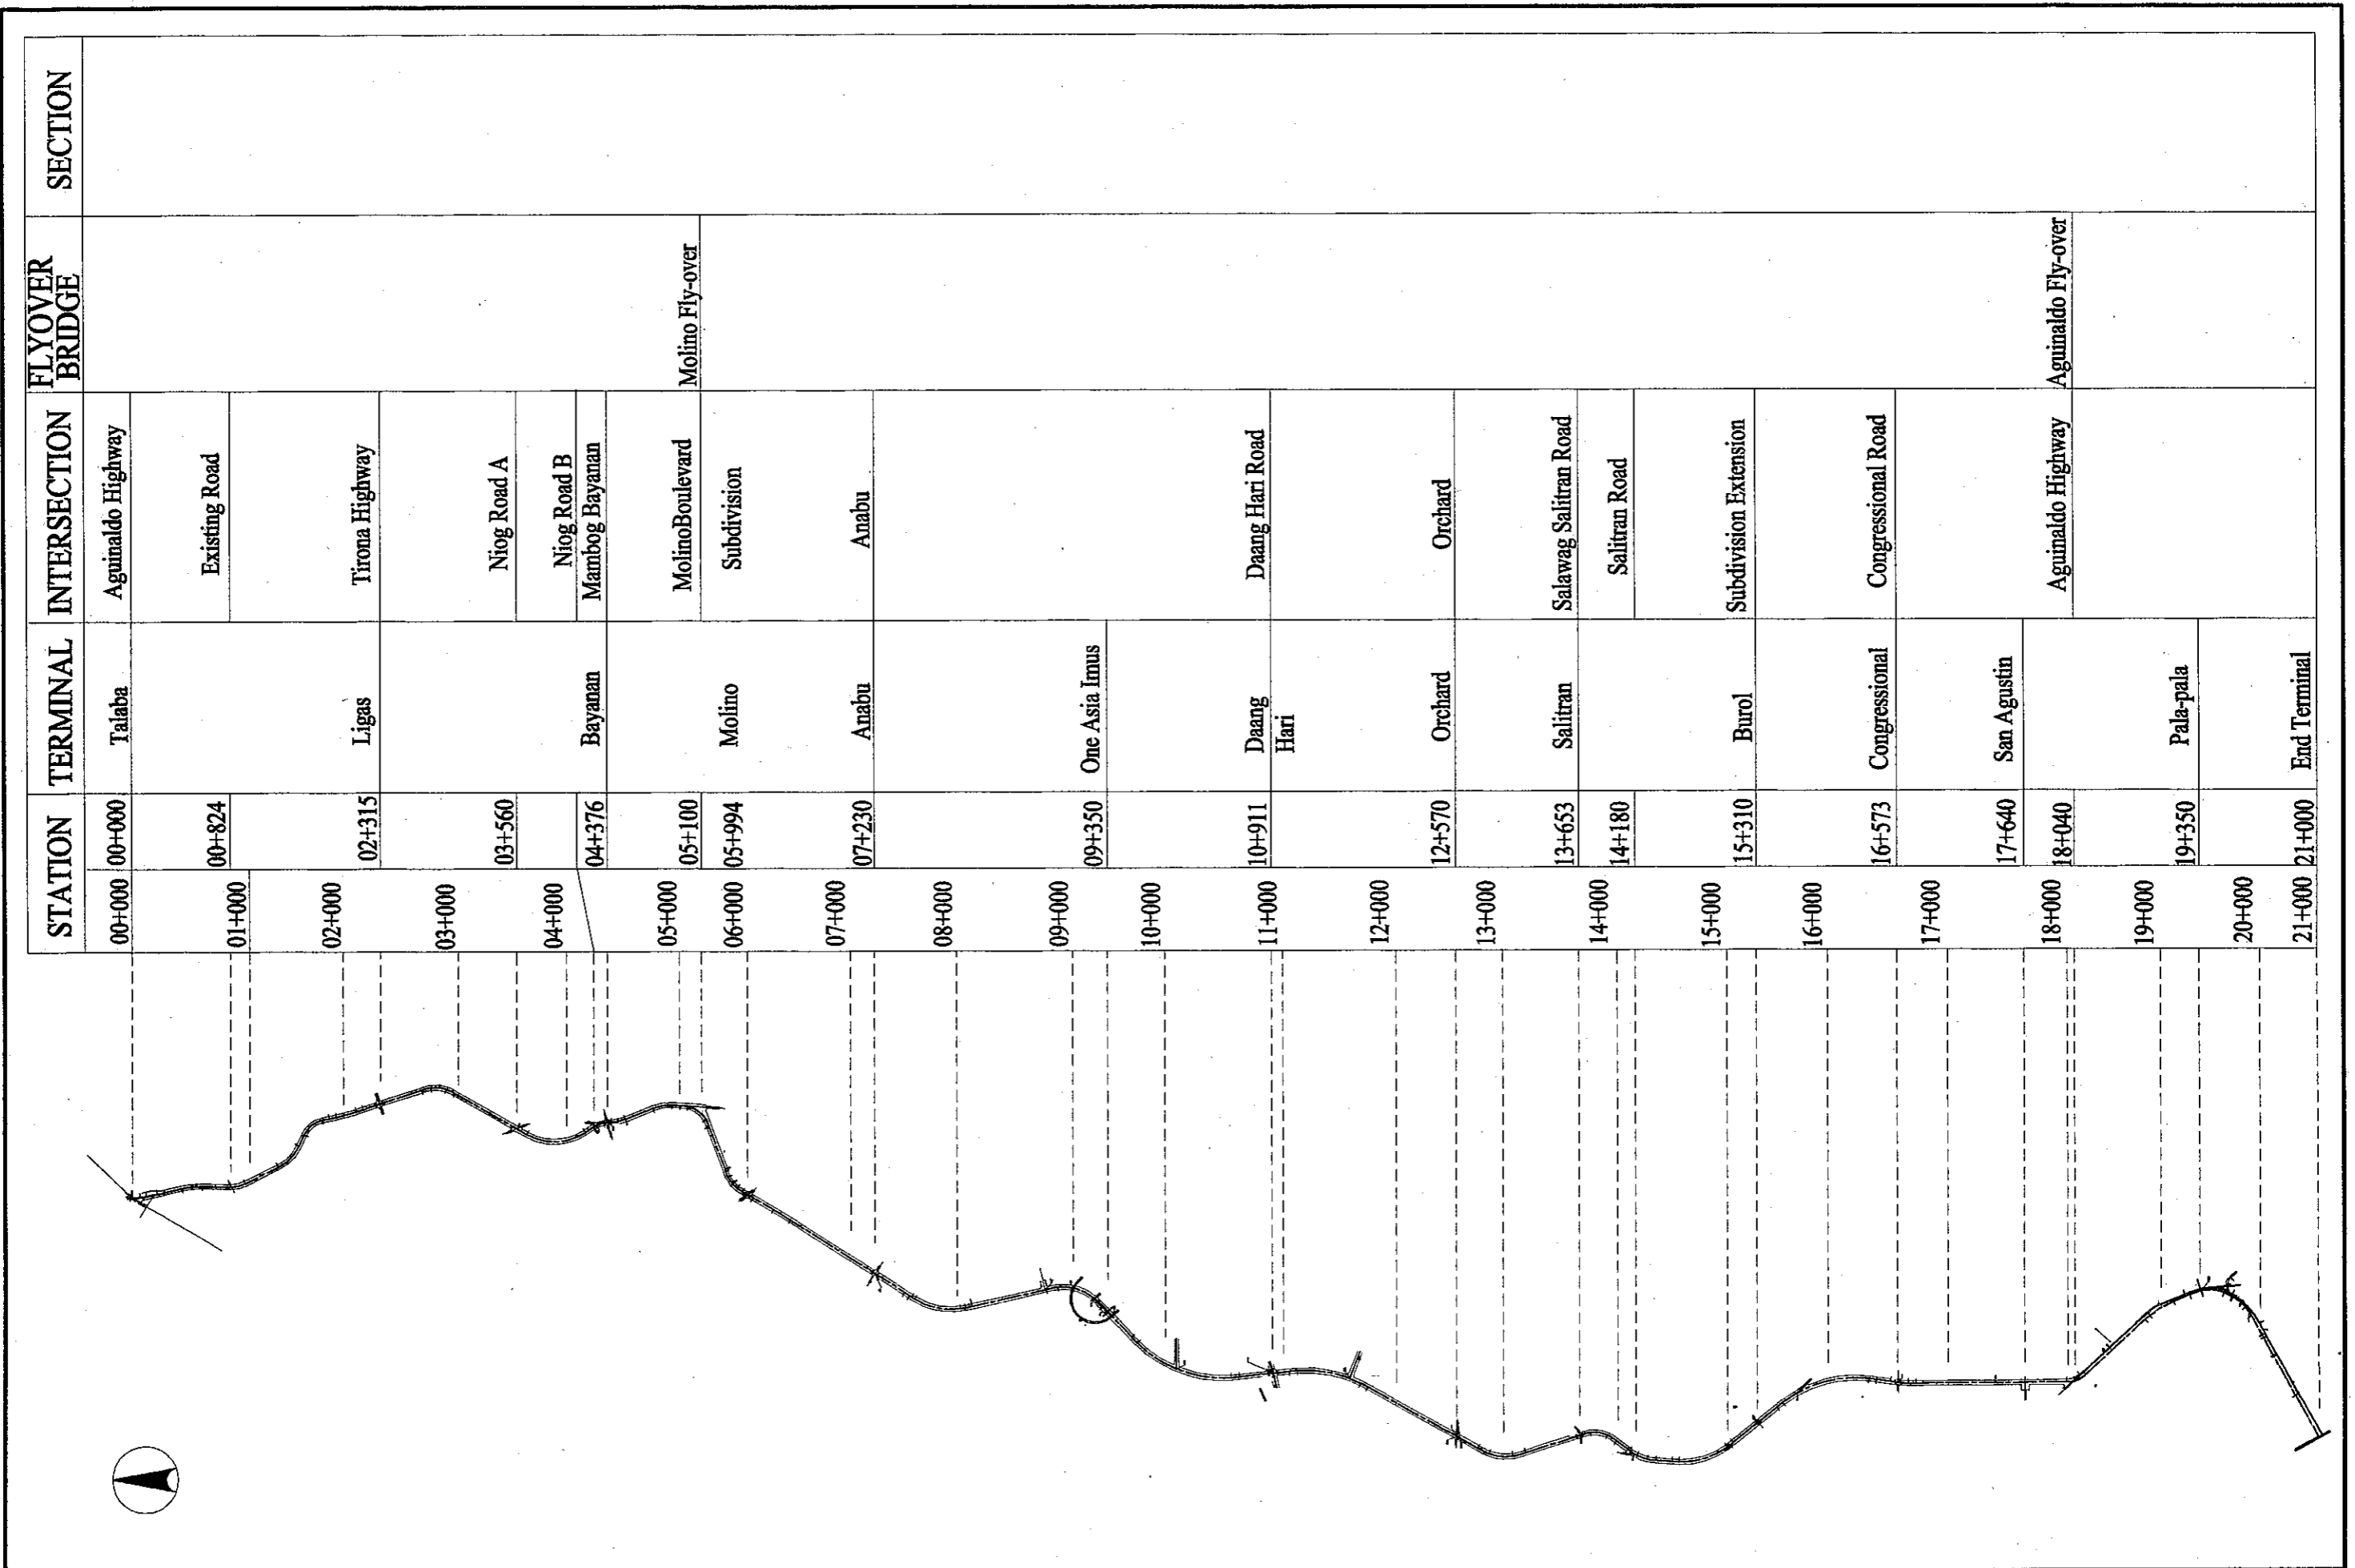 STATION
TERMINAL
INTERSECTION
FLYOVER
BRIDGE
SECTION
00+000 00+000 Talaba Aguinaldo Highway
00+824 Existing Road
01+000
02+000
02+315 Ligas Tirona Highway
03+000
03+560 Niog Road A
04+000
Niog Road B
04+376 Bayanan Mambog Bayanan
05+000
05+100 MolinoBoulevard Molino Fly-over
06+000 05+994 Molino Subdivision
07+000
07+230 Anabu Anabu
08+000
09+000
09+350 One Asia Imus
10+000
11+000 10+911 Daang Daang Hari Road
Hari
12+000
12+570 Orchard Orchard
13+000
13+653 Salitran Salawag Salitran Road
14+000
14+180 Salitran Road
15+000
15+310 Burol Subdivision Extension
16+000
16+573 Congressional Congressional Road
17+000
17+640 San Agustin
18+000 18+040 Aguinaldo Highway Aguinaldo Fly-over
19+000
19+350 Pala-pala
20+000
21+000 21+000 End Terminal